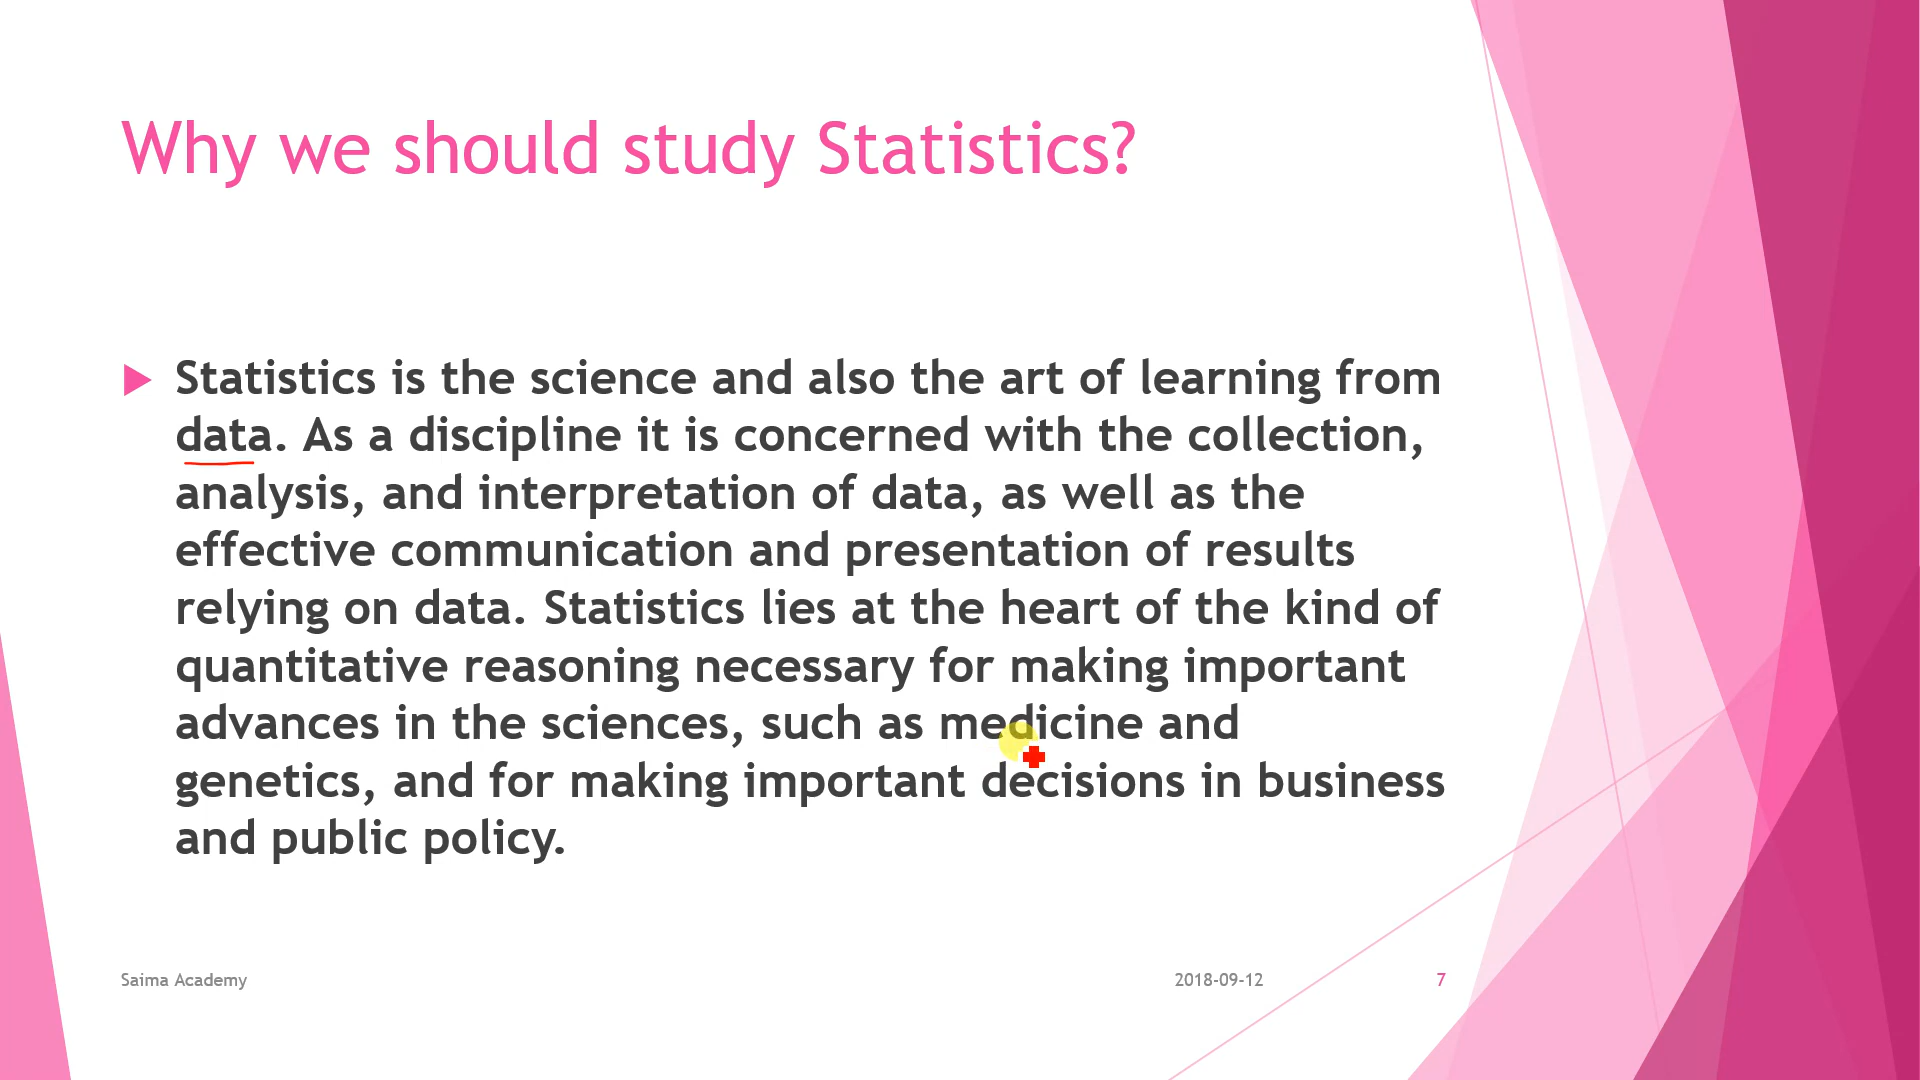 Why we should study Statistics?
Statistics is the science and also the art of learning from
data. As a discipline it is concerned with the collection,
analysis, and interpretation of data, as well as the
effective communication and presentation of results
relying on data. Statistics lies at the heart of the kind of
quantitative reasoning necessary for making important
advances in the sciences, such as medicine and
genetics, and for making important decisions in business
and public policy.
Saima Academy
2018-09-12
7